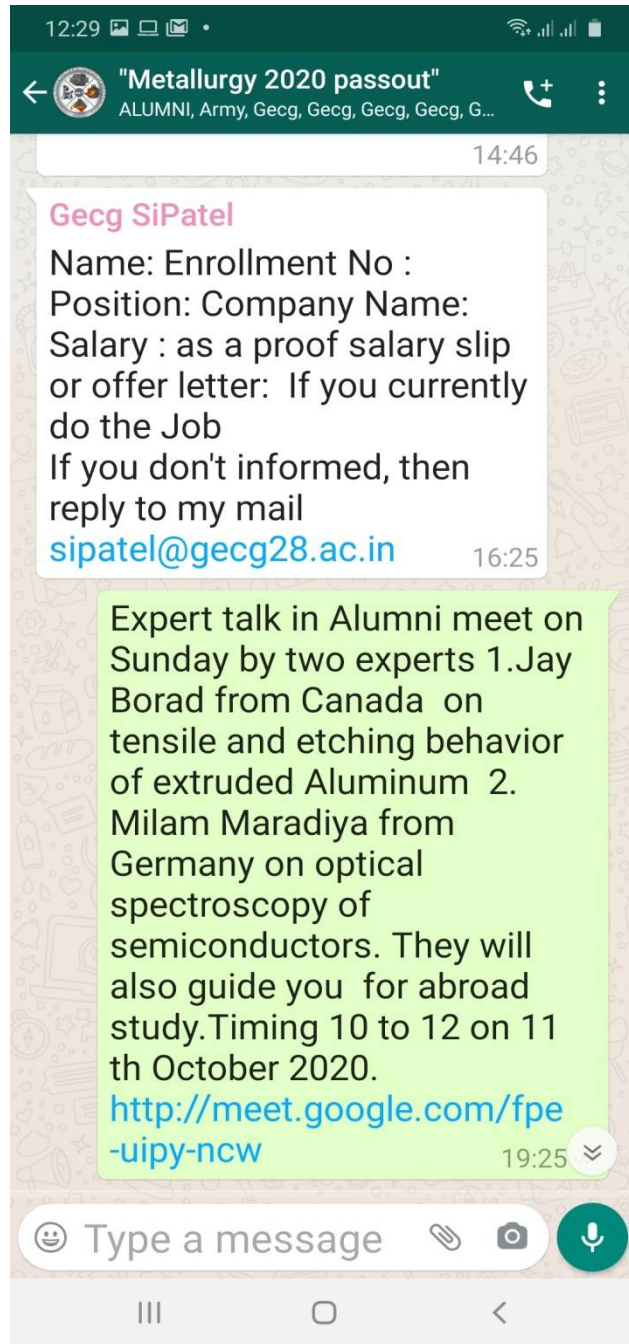 12:29
"Metallurgy 2020 passout"
ALUMNI, Army, Gecg, Gecg, Gecg, Gecg, G...
14:46
Gecg SiPatel
Name: Enrollment No :
Position: Company Name:
Salary : as a proof salary slip
or offer letter:  If you currently
do the Job
If you don't informed, then
reply to my mail
sipatel@gecg28.ac.in
16:25
Expert talk in Alumni meet on
Sunday by two experts 1.Jay
Borad from Canada  on
tensile and etching behavior
of extruded Aluminum  2.
Milam Maradiya from
Germany on optical
spectroscopy of
semiconductors. They will
also guide you  for abroad
study.Timing 10 to 12 on 11
th October 2020.
http://meet.google.com/fpe
-uipy-ncw
19:25
Type a message